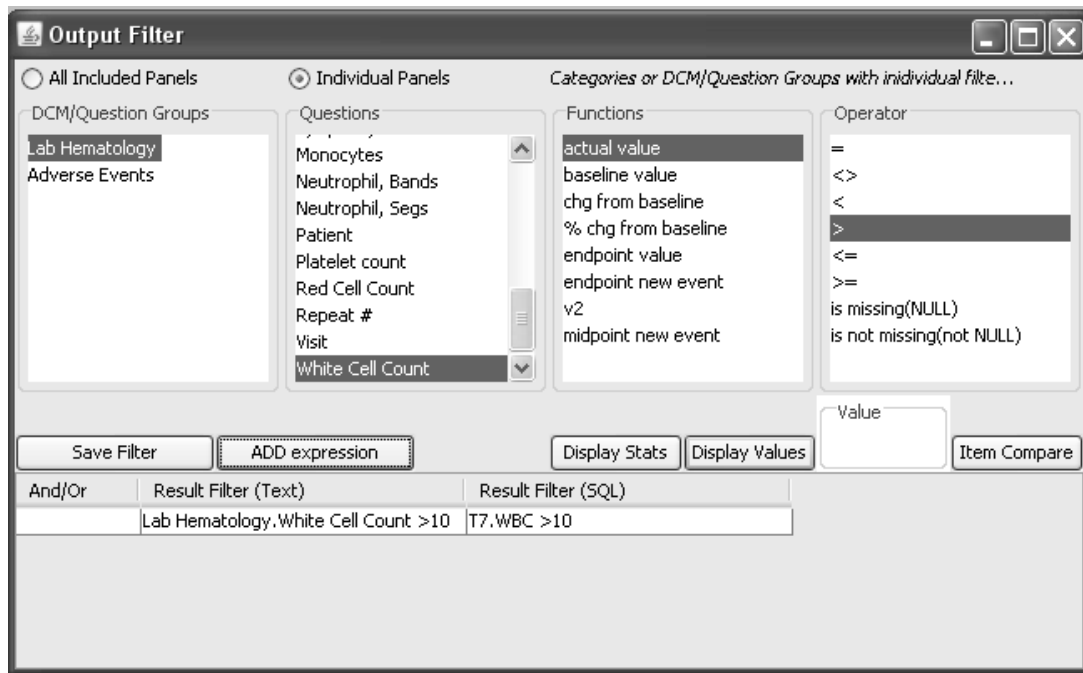 Output Filter
All Included Panels
Individual Panels
Categories or DCM/Question Groups with inidividual filte...
DCM/Question Groups
Lab Hematology
Adverse Events
Questions
Monocytes
Neutrophil, Bands
Neutrophil, Segs
Patient
Platelet count
Red Cell Count
Repeat #
Visit
White Cell Count
Functions
actual value
baseline value
chg from baseline
% chg from baseline
endpoint value
endpoint new event
v2
midpoint new event
Operator
=
<>
<
>
<=
>=
is missing(NULL)
is not missing(not NULL)
Value
Save Filter
ADD expression
Display Stats
Display Values
Item Compare
And/Or
Result Filter (Text)
Result Filter (SQL)
Lab Hematology.White Cell Count >10
T7.WBC >10